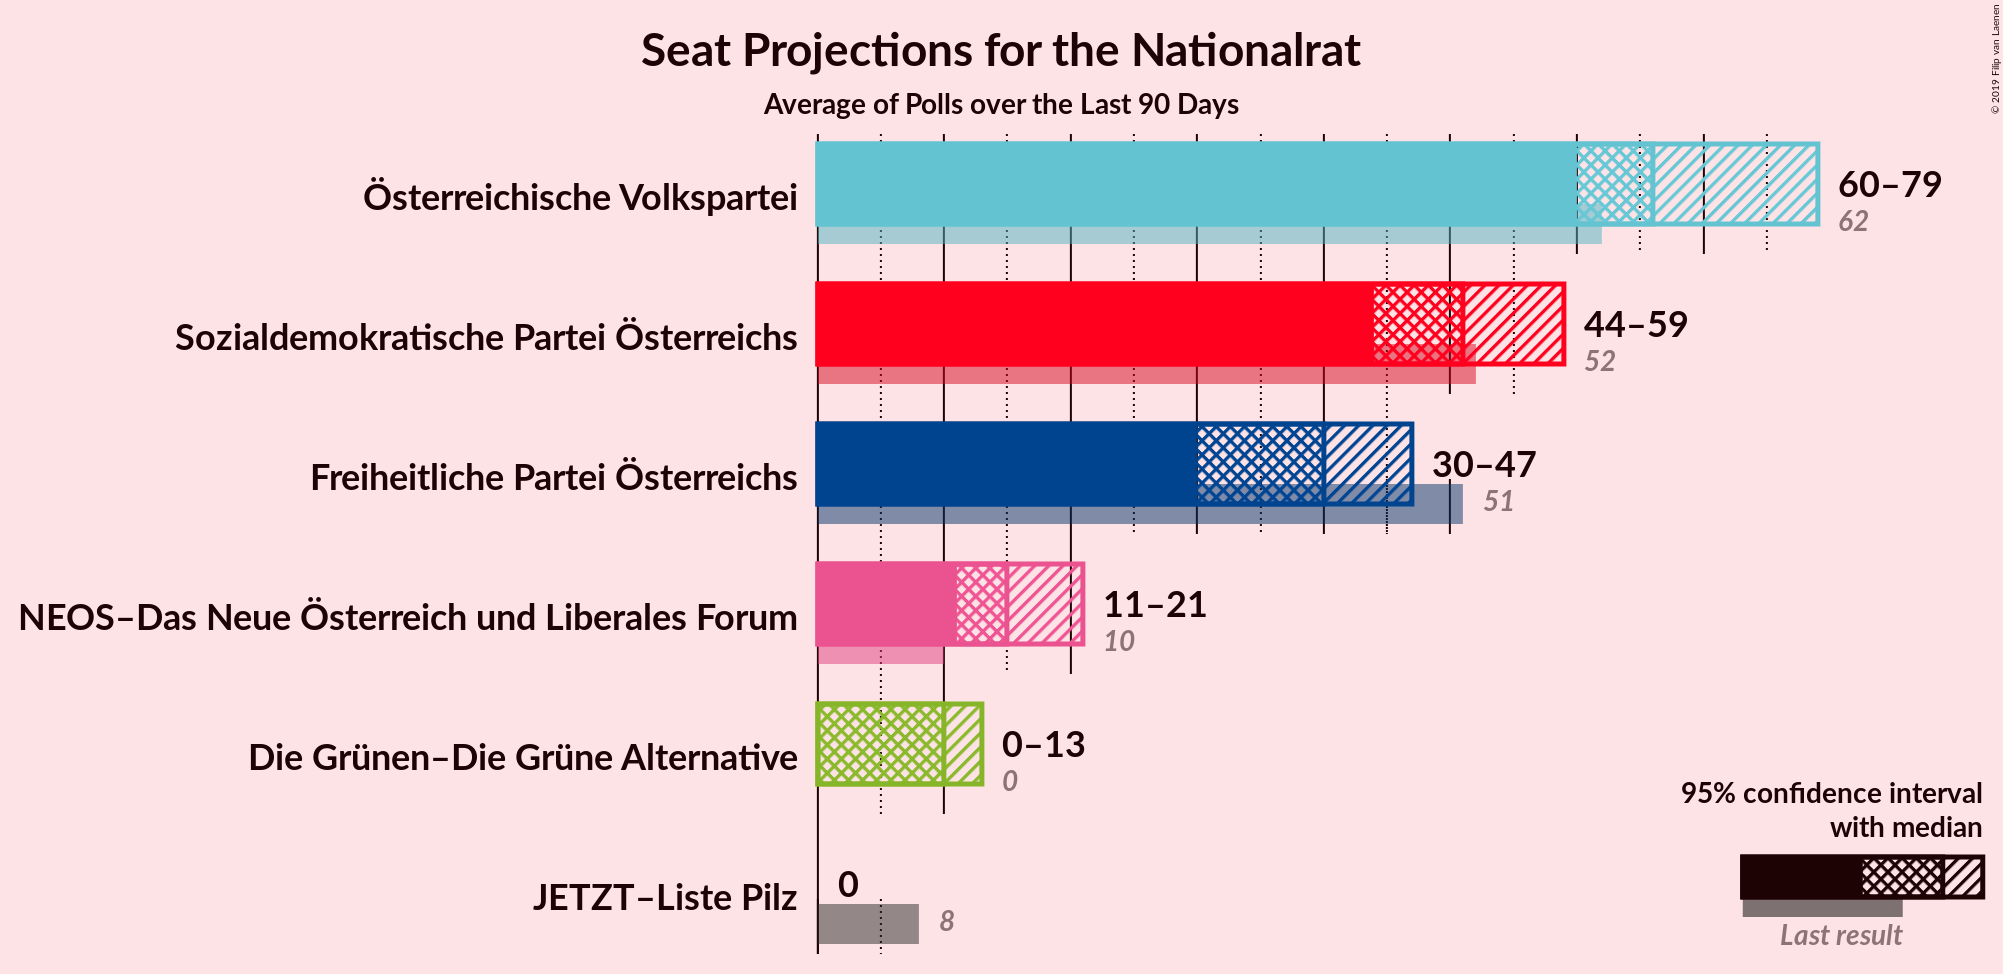 Seat Projections for the Nationalrat
Average of Polls over the Last 90 Days
© 2019 Filip van Laenen
Österreichische Volkspartei
60–79
62
Sozialdemokratische Partei Österreichs
44–59
52
Freiheitliche Partei Österreichs
30–47
51
NEOS–Das Neue Österreich und Liberales Forum
11–21
10
Die Grünen–Die Grüne Alternative
0–13
0
JETZT–Liste Pilz
0
8
95% confidence interval
with median
Last result